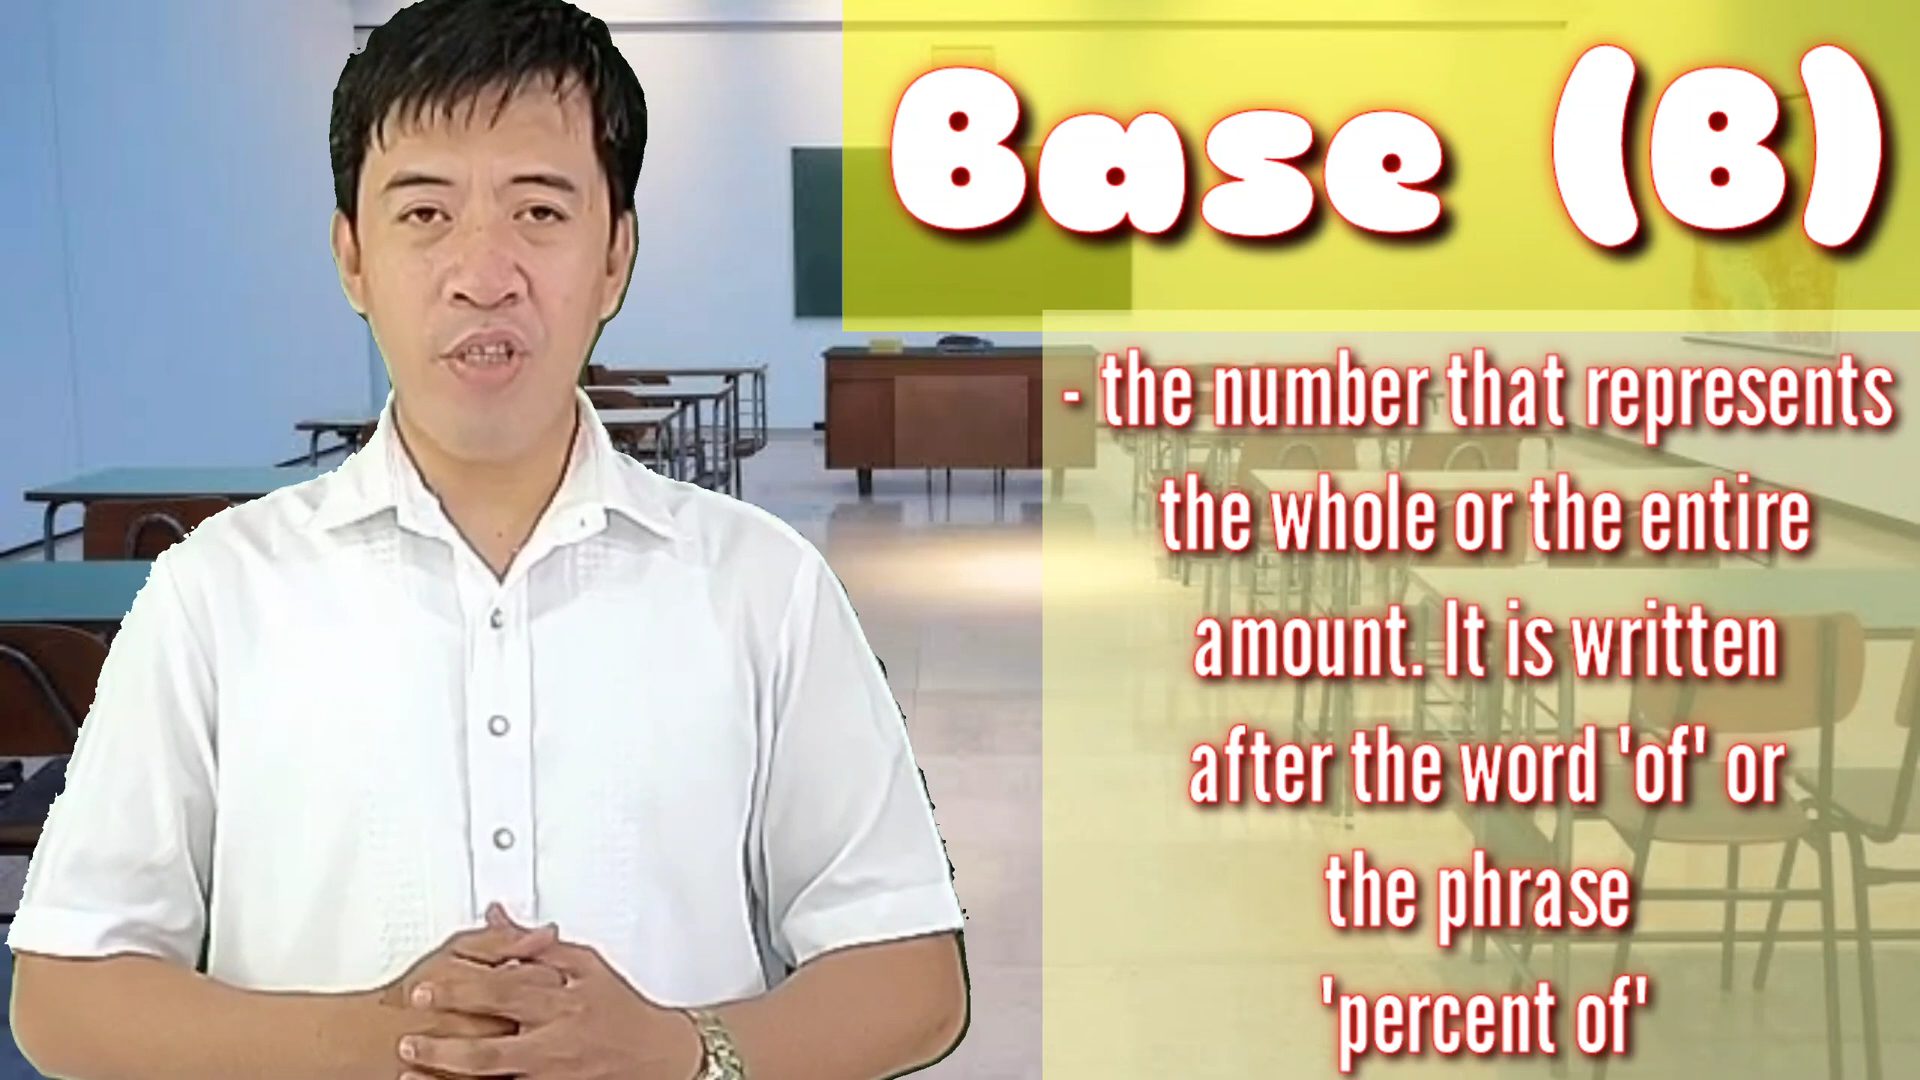 Base (B)
- the number that represents
the whole or the entire
amount. It is written
after the word 'of' or
the phrase
'percent of'